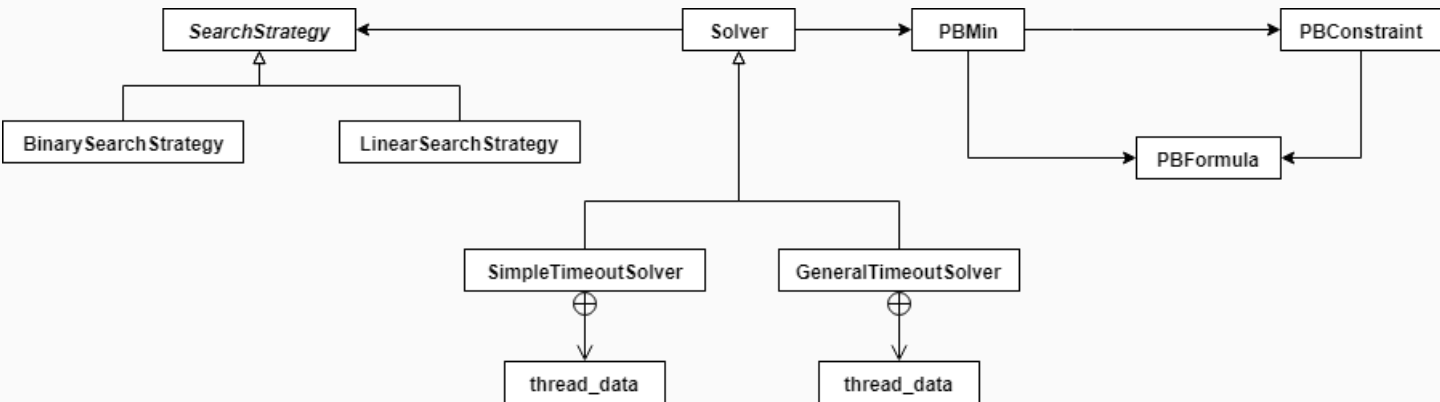 SearchStrategy
Solver
PBMin
PBConstraint
BinarySearchStrategy
LinearSearchStrategy
PBFormula
SimpleTimeoutSolver
GeneralTimeoutSolver
thread_data
thread_data